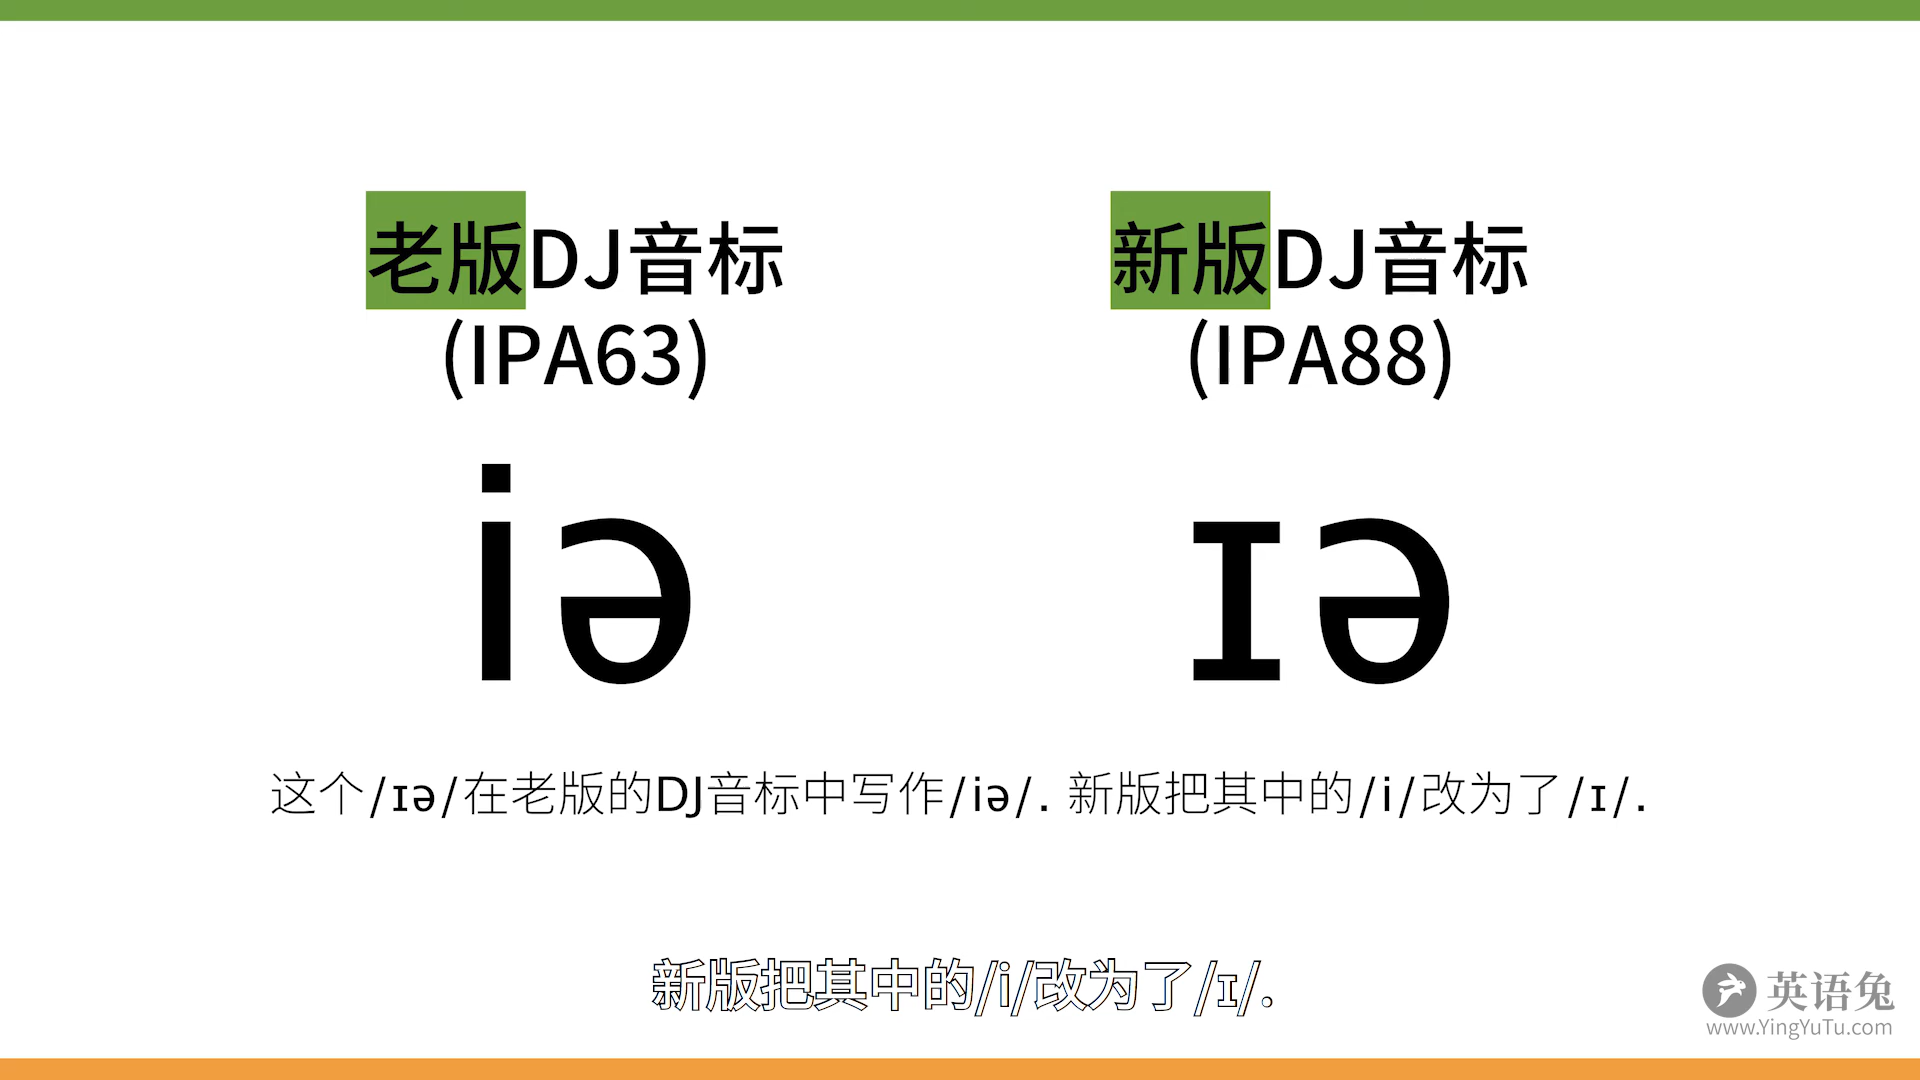 老版DJ音标
(IPA63)
iə
新版DJ音标
(IPA88)
ɪə
这个/ɪə/在老版的DJ音标中写作/iə/. 新版把其中的/i/改为了/ɪ/.
新版把其中的/i/改为了/ɪ/.
英语兔
www.YingYuTu.com